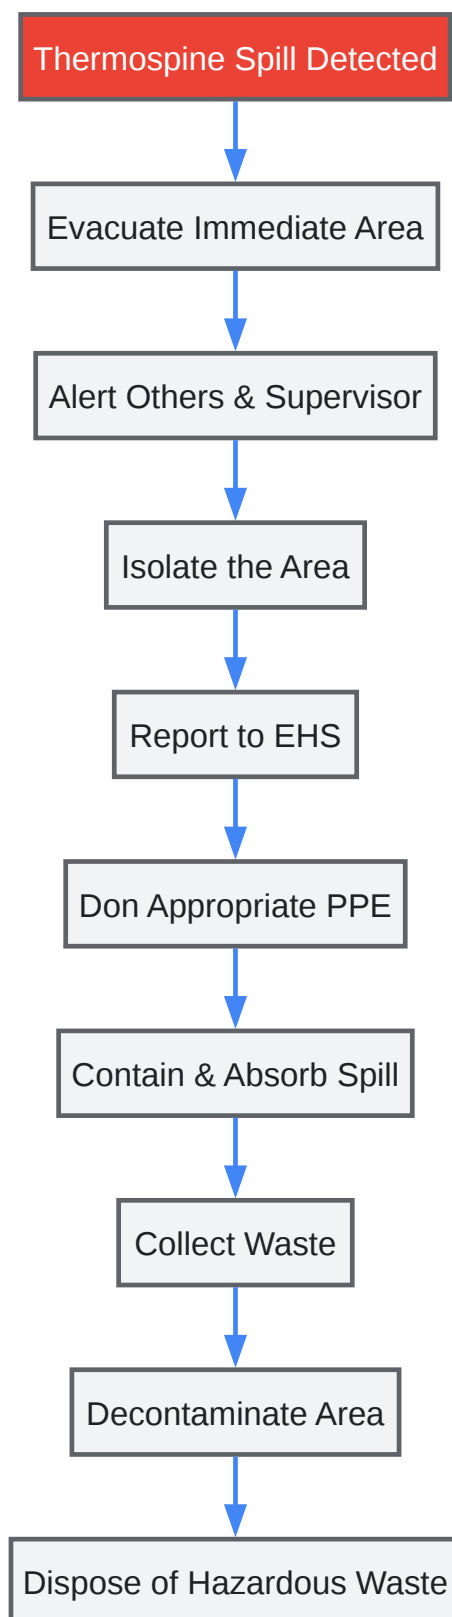 Thermospine Spill Detected
Evacuate Immediate Area
Alert Others & Supervisor
Isolate the Area
Report to EHS
Don Appropriate PPE
Contain & Absorb Spill
Collect Waste
Decontaminate Area
Dispose of Hazardous Waste